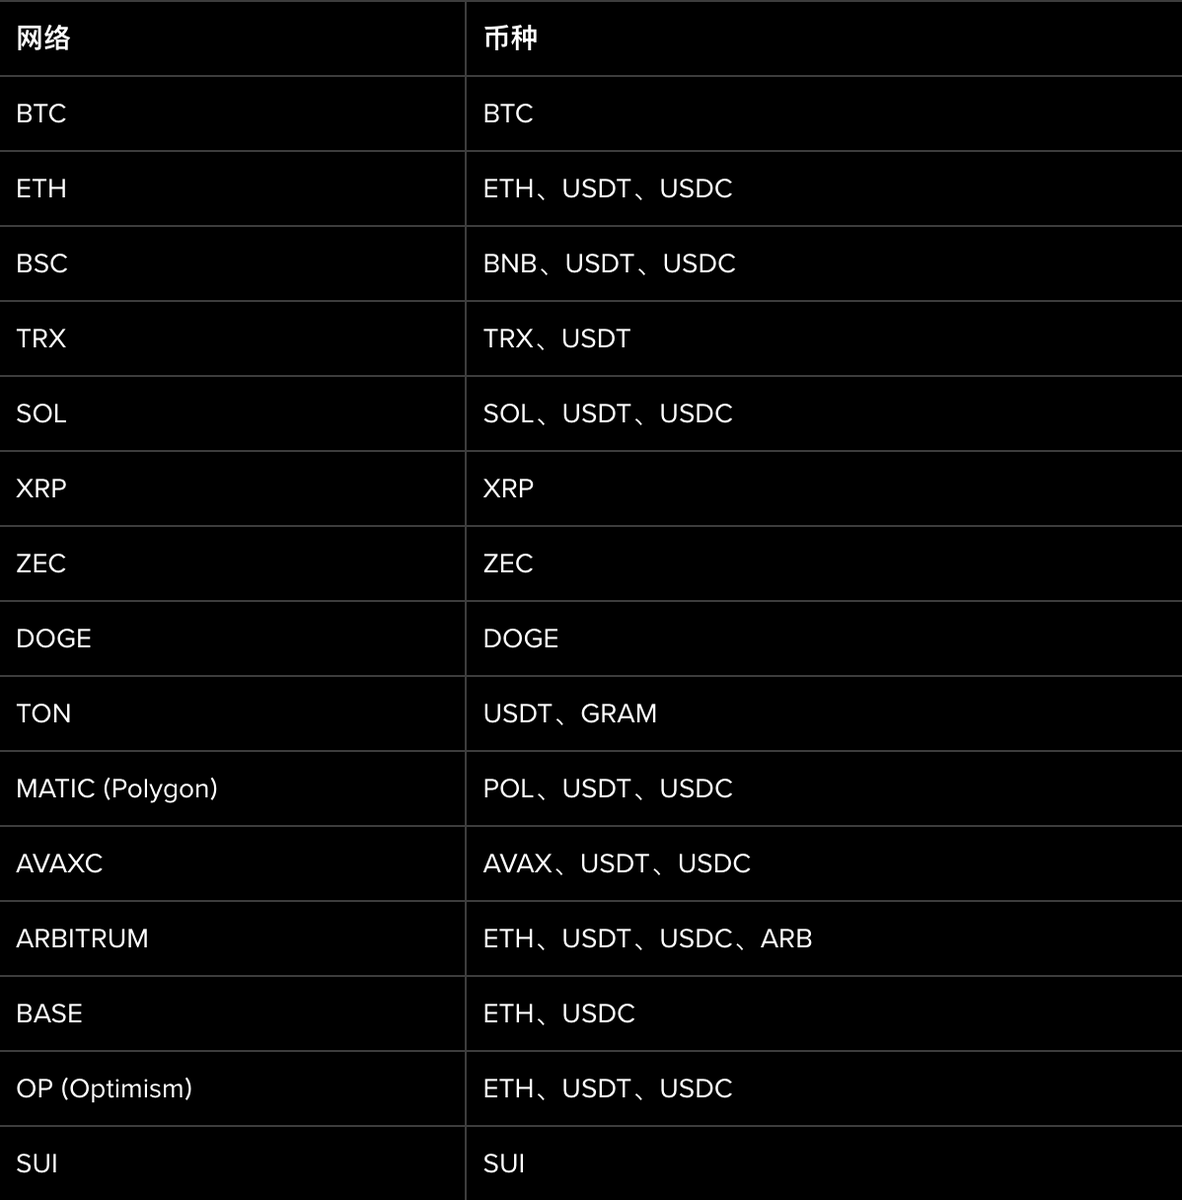 网络 币种
BTC BTC
ETH ETH、USDT、USDC
BSC BNB、USDT、USDC
TRX TRX、USDT
SOL SOL、USDT、USDC
XRP XRP
ZEC ZEC
DOGE DOGE
TON USDT、GRAM
MATIC (Polygon) POL、USDT、USDC
AVAXC AVAX、USDT、USDC
ARBITRUM ETH、USDT、USDC、ARB
BASE ETH、USDC
OP (Optimism) ETH、USDT、USDC
SUI SUI